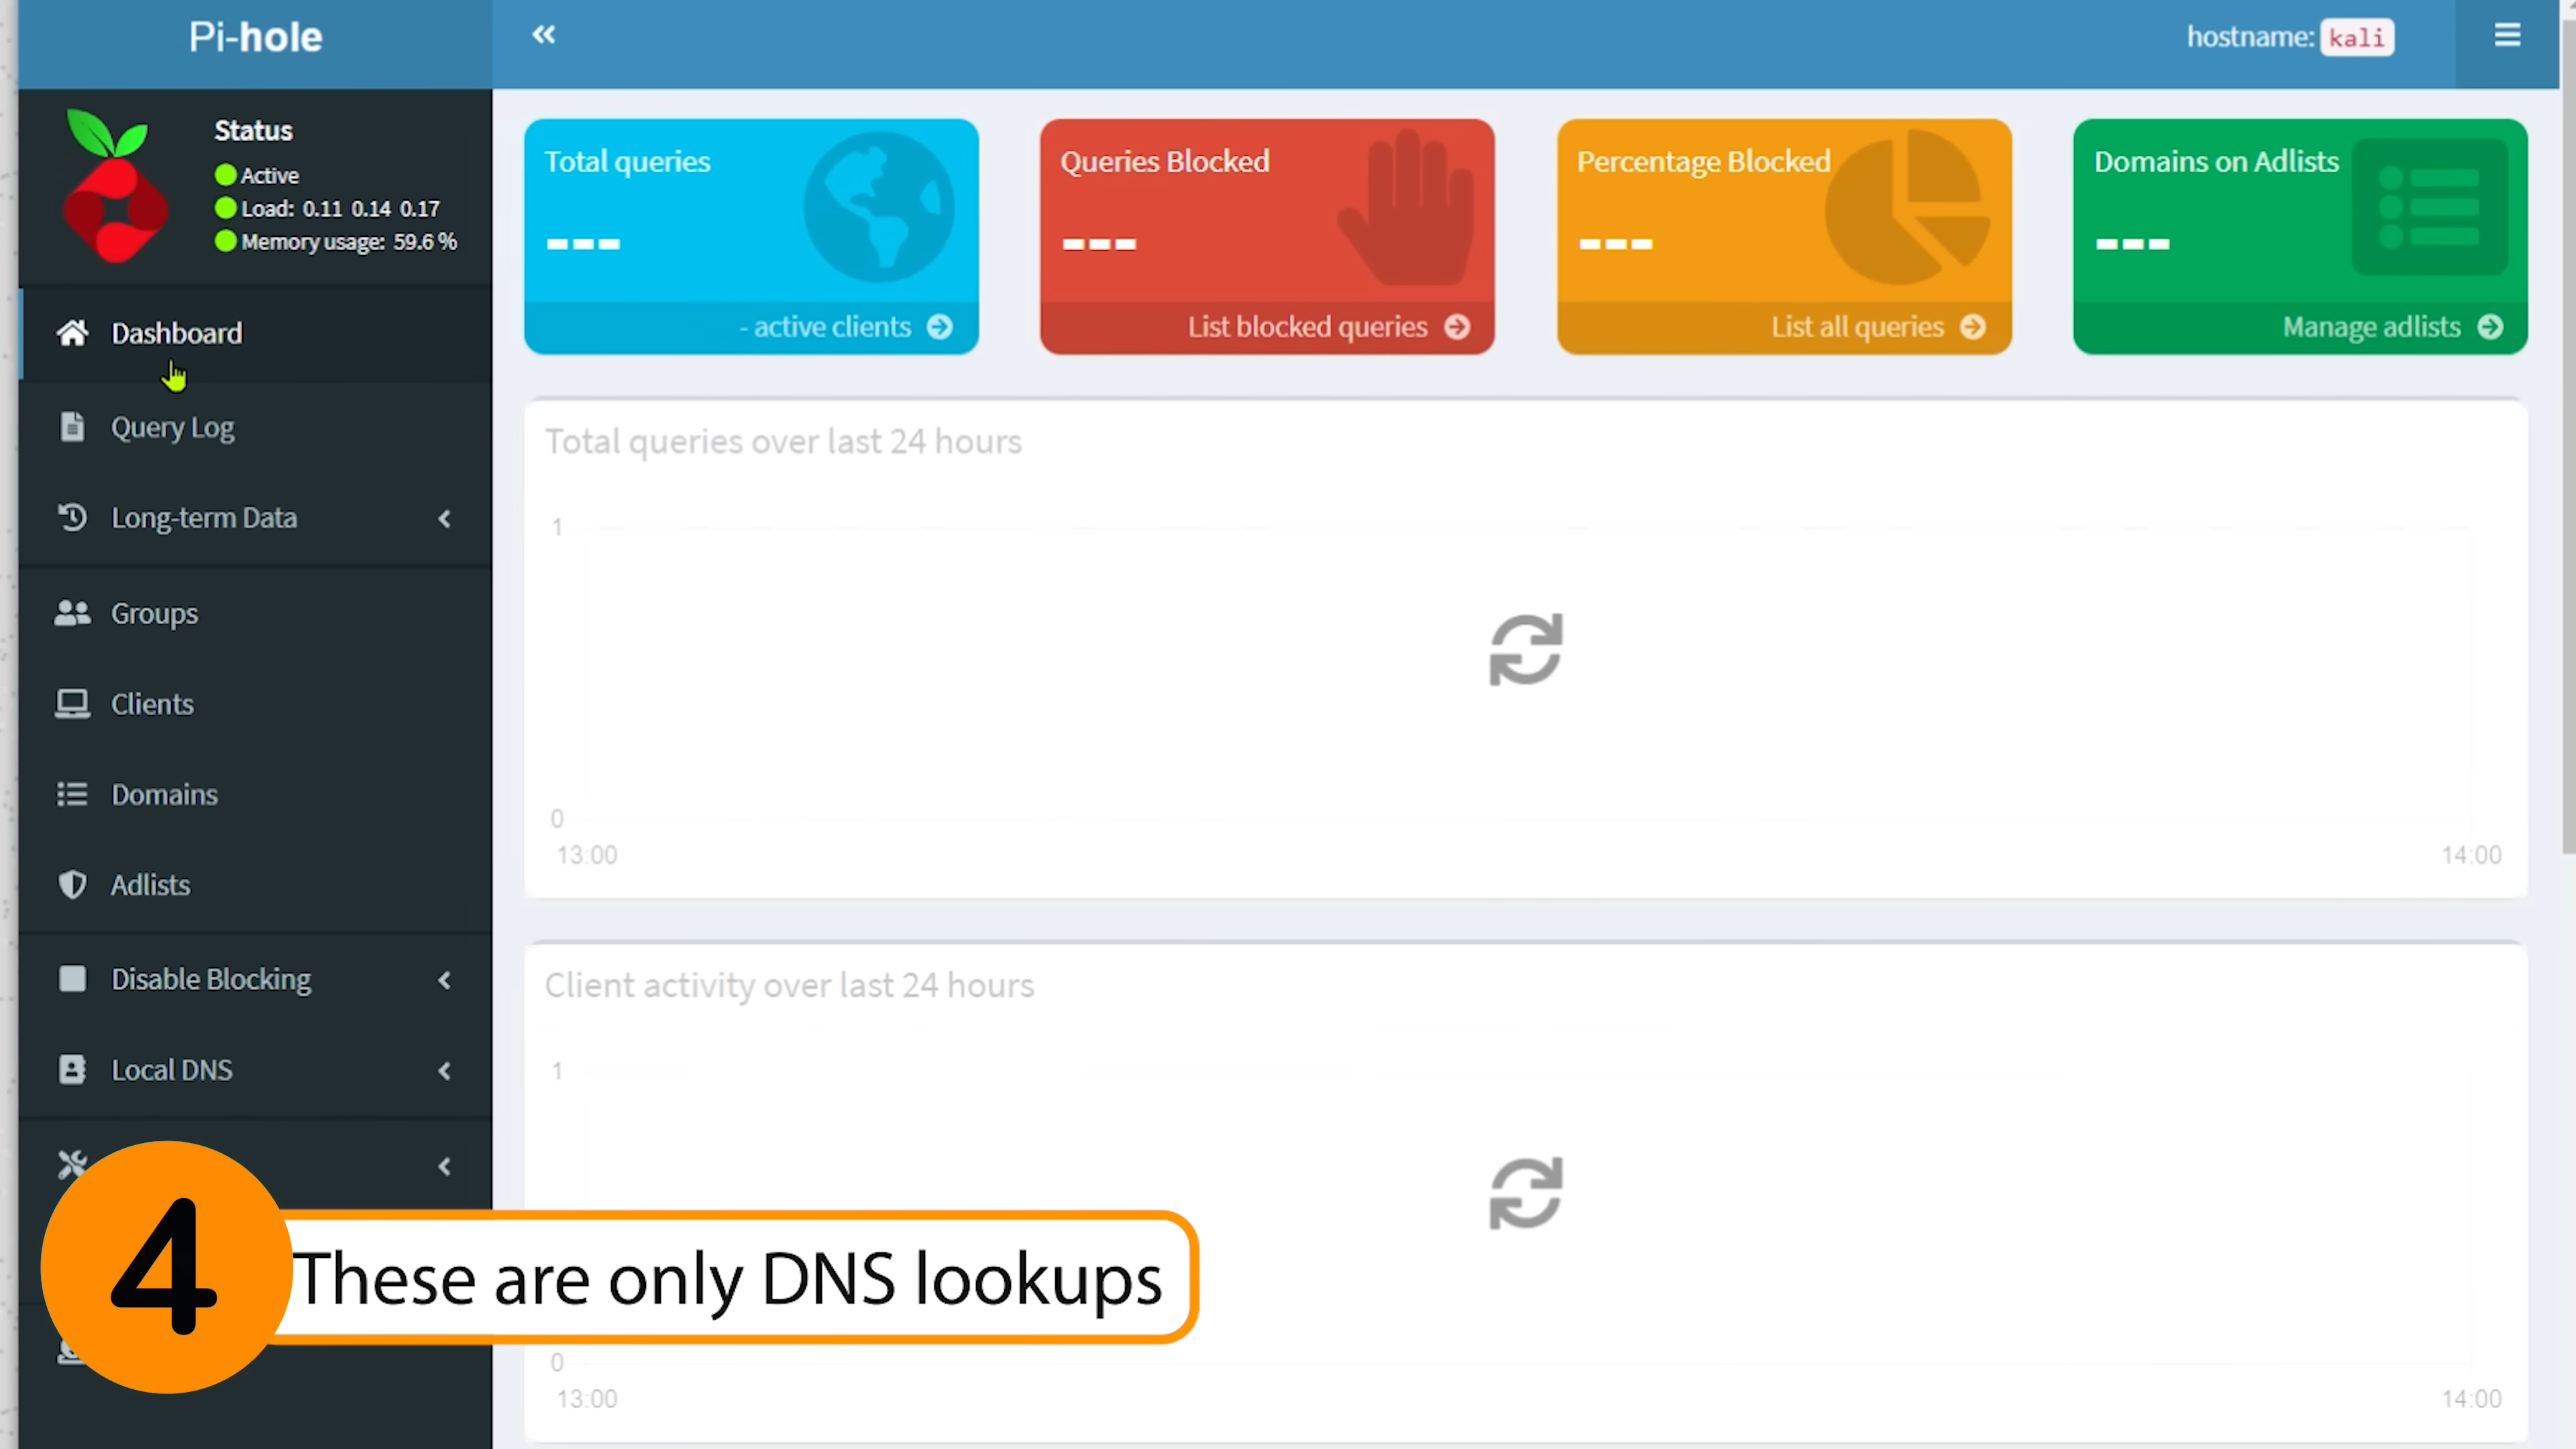 Pi-hole
hostname: kali
Status
Active
Load: 0.11 0.14 0.17
Memory usage: 59.6 %
Dashboard
Query Log
Long-term Data
Groups
Clients
Domains
Adlists
Disable Blocking
Local DNS
Total queries
---
- active clients
Queries Blocked
---
List blocked queries
Percentage Blocked
---
List all queries
Domains on Adlists
---
Manage adlists
Total queries over last 24 hours
1
0
13:00
14:00
Client activity over last 24 hours
1
0
13:00
14:00
4
These are only DNS lookups